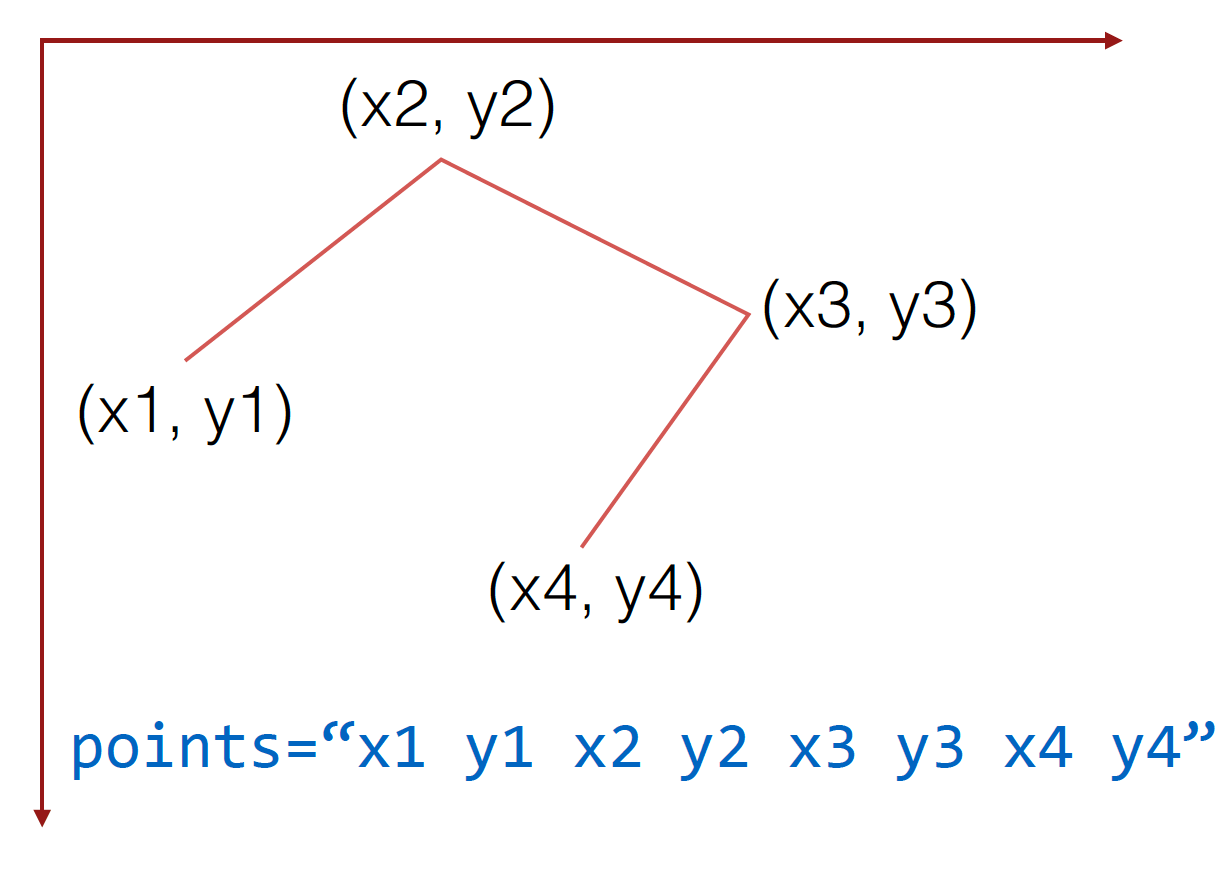 (x2, y2)
(x3, y3)
(x1, y1)
(x4, y4)
points=“x1 y1 x2 y2 x3 y3 x4 y4”